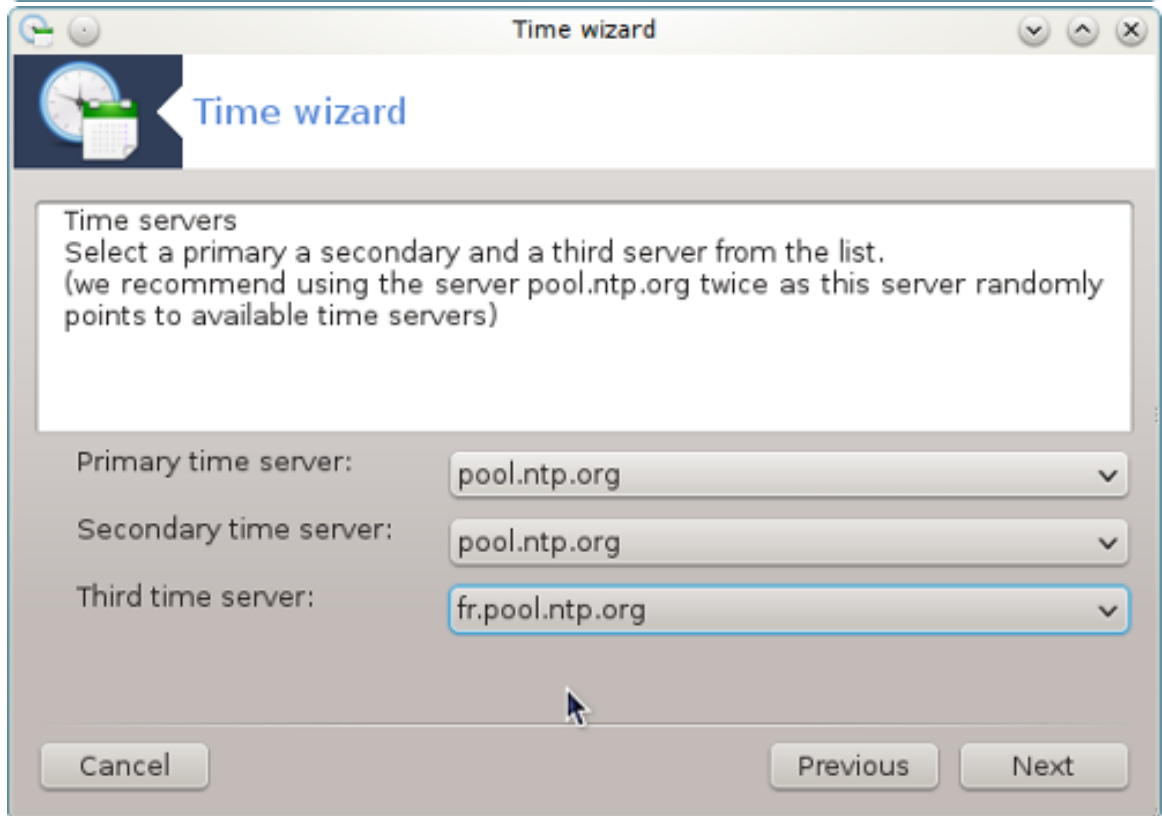 Time wizard
Time wizard
Time servers
Select a primary a secondary and a third server from the list.
(we recommend using the server pool.ntp.org twice as this server randomly
points to available time servers)
Primary time server:
pool.ntp.org
Secondary time server:
pool.ntp.org
Third time server:
fr.pool.ntp.org
Cancel
Previous
Next